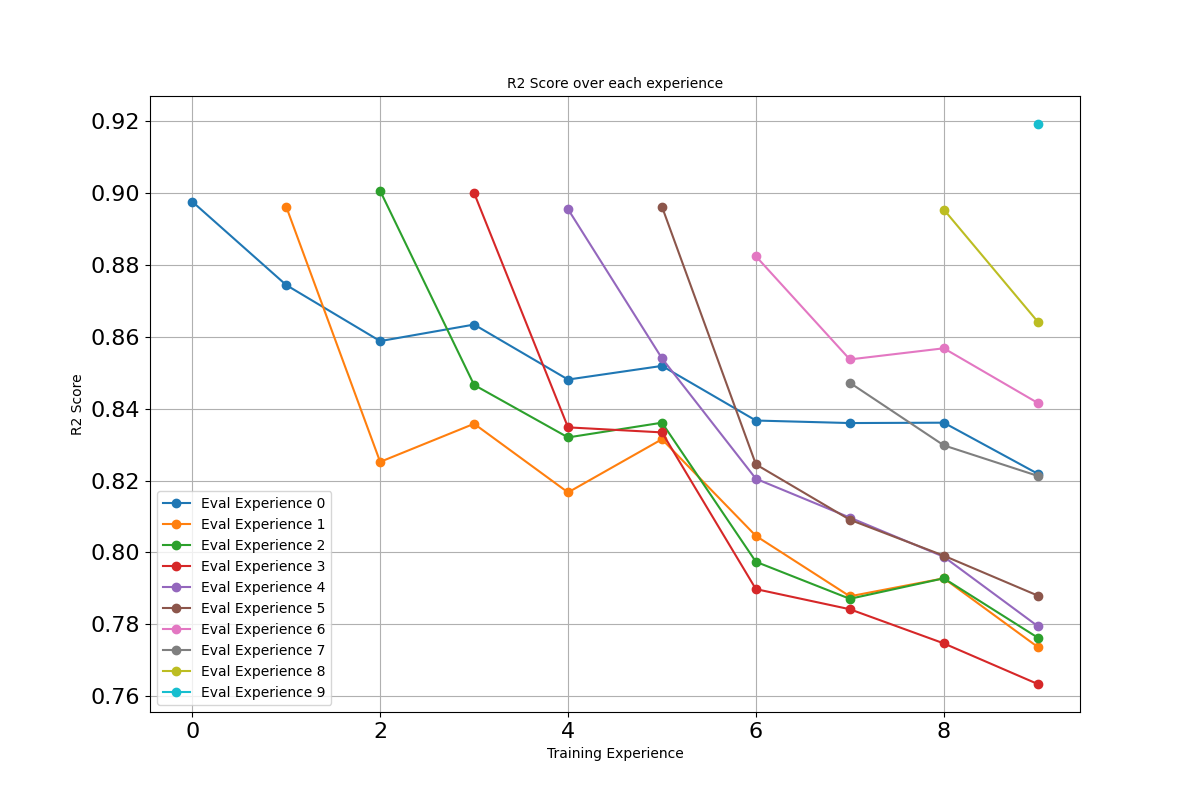 R2 Score over each experience
R2 Score
0.92
0.90
0.88
0.86
0.84
0.82
0.80
0.78
0.76
Eval Experience 0
Eval Experience 1
Eval Experience 2
Eval Experience 3
Eval Experience 4
Eval Experience 5
Eval Experience 6
Eval Experience 7
Eval Experience 8
Eval Experience 9
0 2 4 6 8
Training Experience